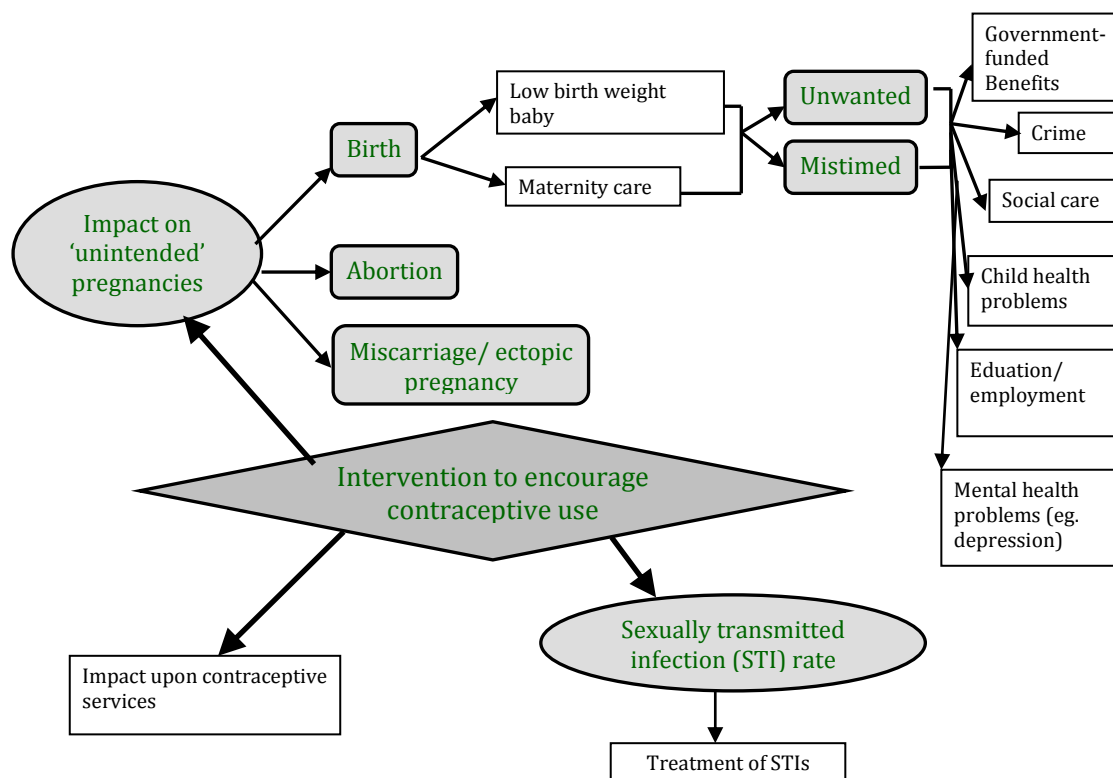 Government-
funded
Benefits
Low birth weight
baby
Unwanted
Crime
Birth
Mistimed
Maternity care
Social care
Impact on
‘unintended’
pregnancies
Abortion
Child health
problems
Miscarriage/ ectopic
pregnancy
Eduation/
employment
Intervention to encourage
contraceptive use
Mental health
problems (eg.
depression)
Sexually transmitted
infection (STI) rate
Impact upon contraceptive
services
Treatment of STIs